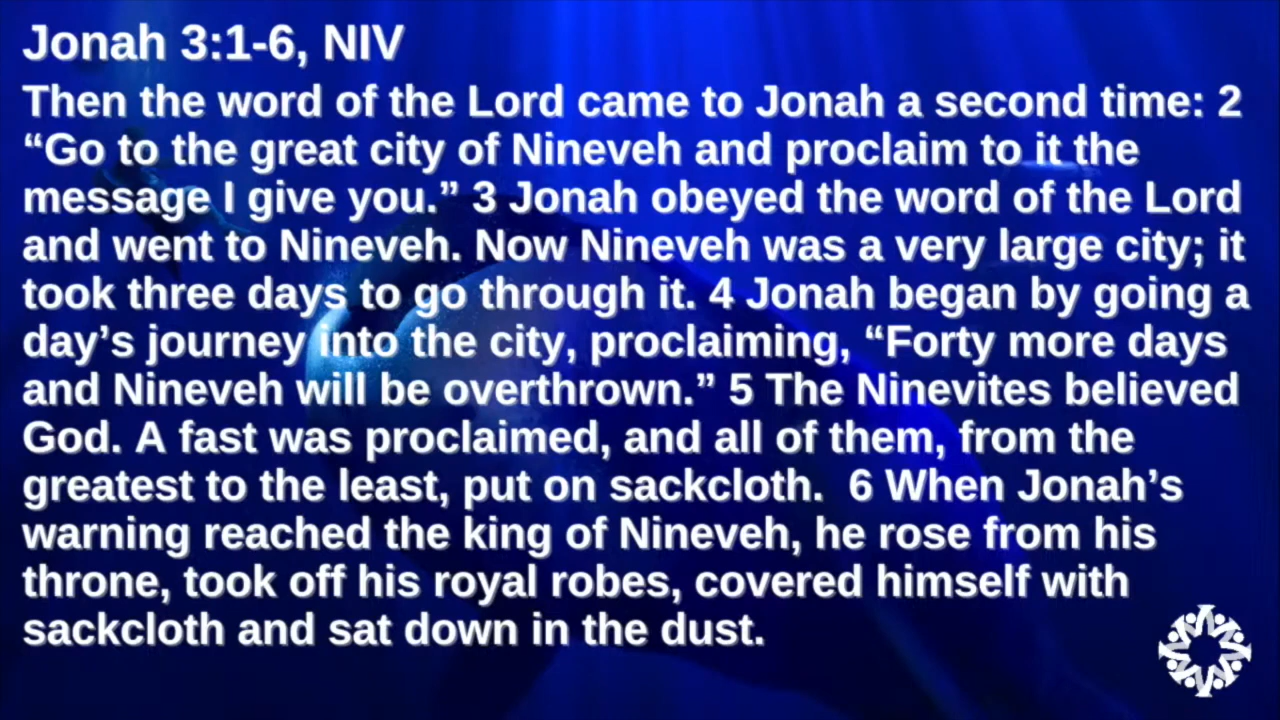 Jonah 3:1-6, NIV
Then the word of the Lord came to Jonah a second time: 2
“Go to the great city of Nineveh and proclaim to it the
message I give you.” 3 Jonah obeyed the word of the Lord
and went to Nineveh. Now Nineveh was a very large city; it
took three days to go through it. 4 Jonah began by going a
day’s journey into the city, proclaiming, “Forty more days
and Nineveh will be overthrown.” 5 The Ninevites believed
God. A fast was proclaimed, and all of them, from the
greatest to the least, put on sackcloth.  6 When Jonah’s
warning reached the king of Nineveh, he rose from his
throne, took off his royal robes, covered himself with
sackcloth and sat down in the dust.